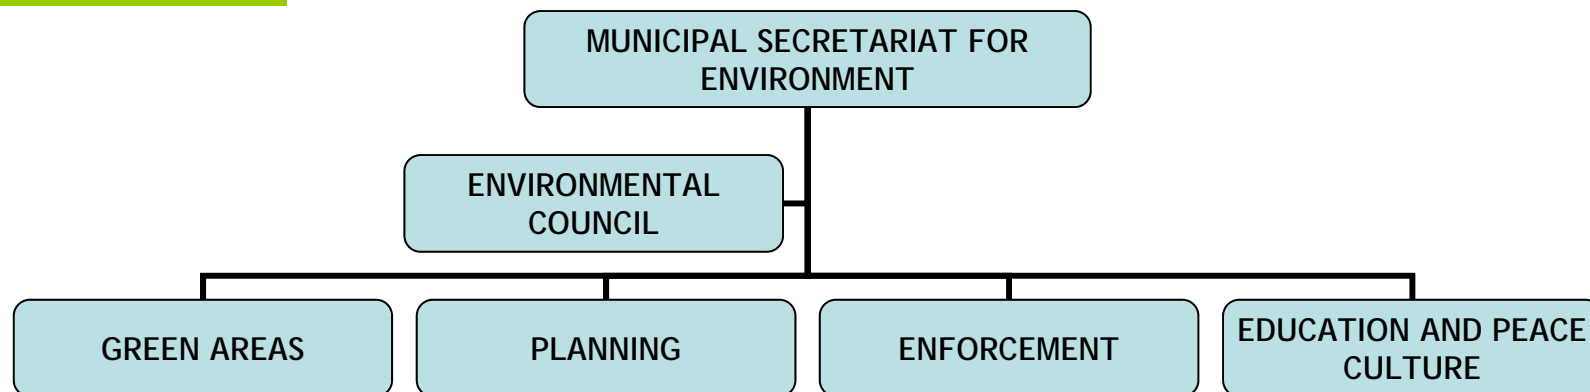 MUNICIPAL SECRETARIAT FOR
ENVIRONMENT
ENVIRONMENTAL
COUNCIL
GREEN AREAS
PLANNING
ENFORCEMENT
EDUCATION AND PEACE
CULTURE